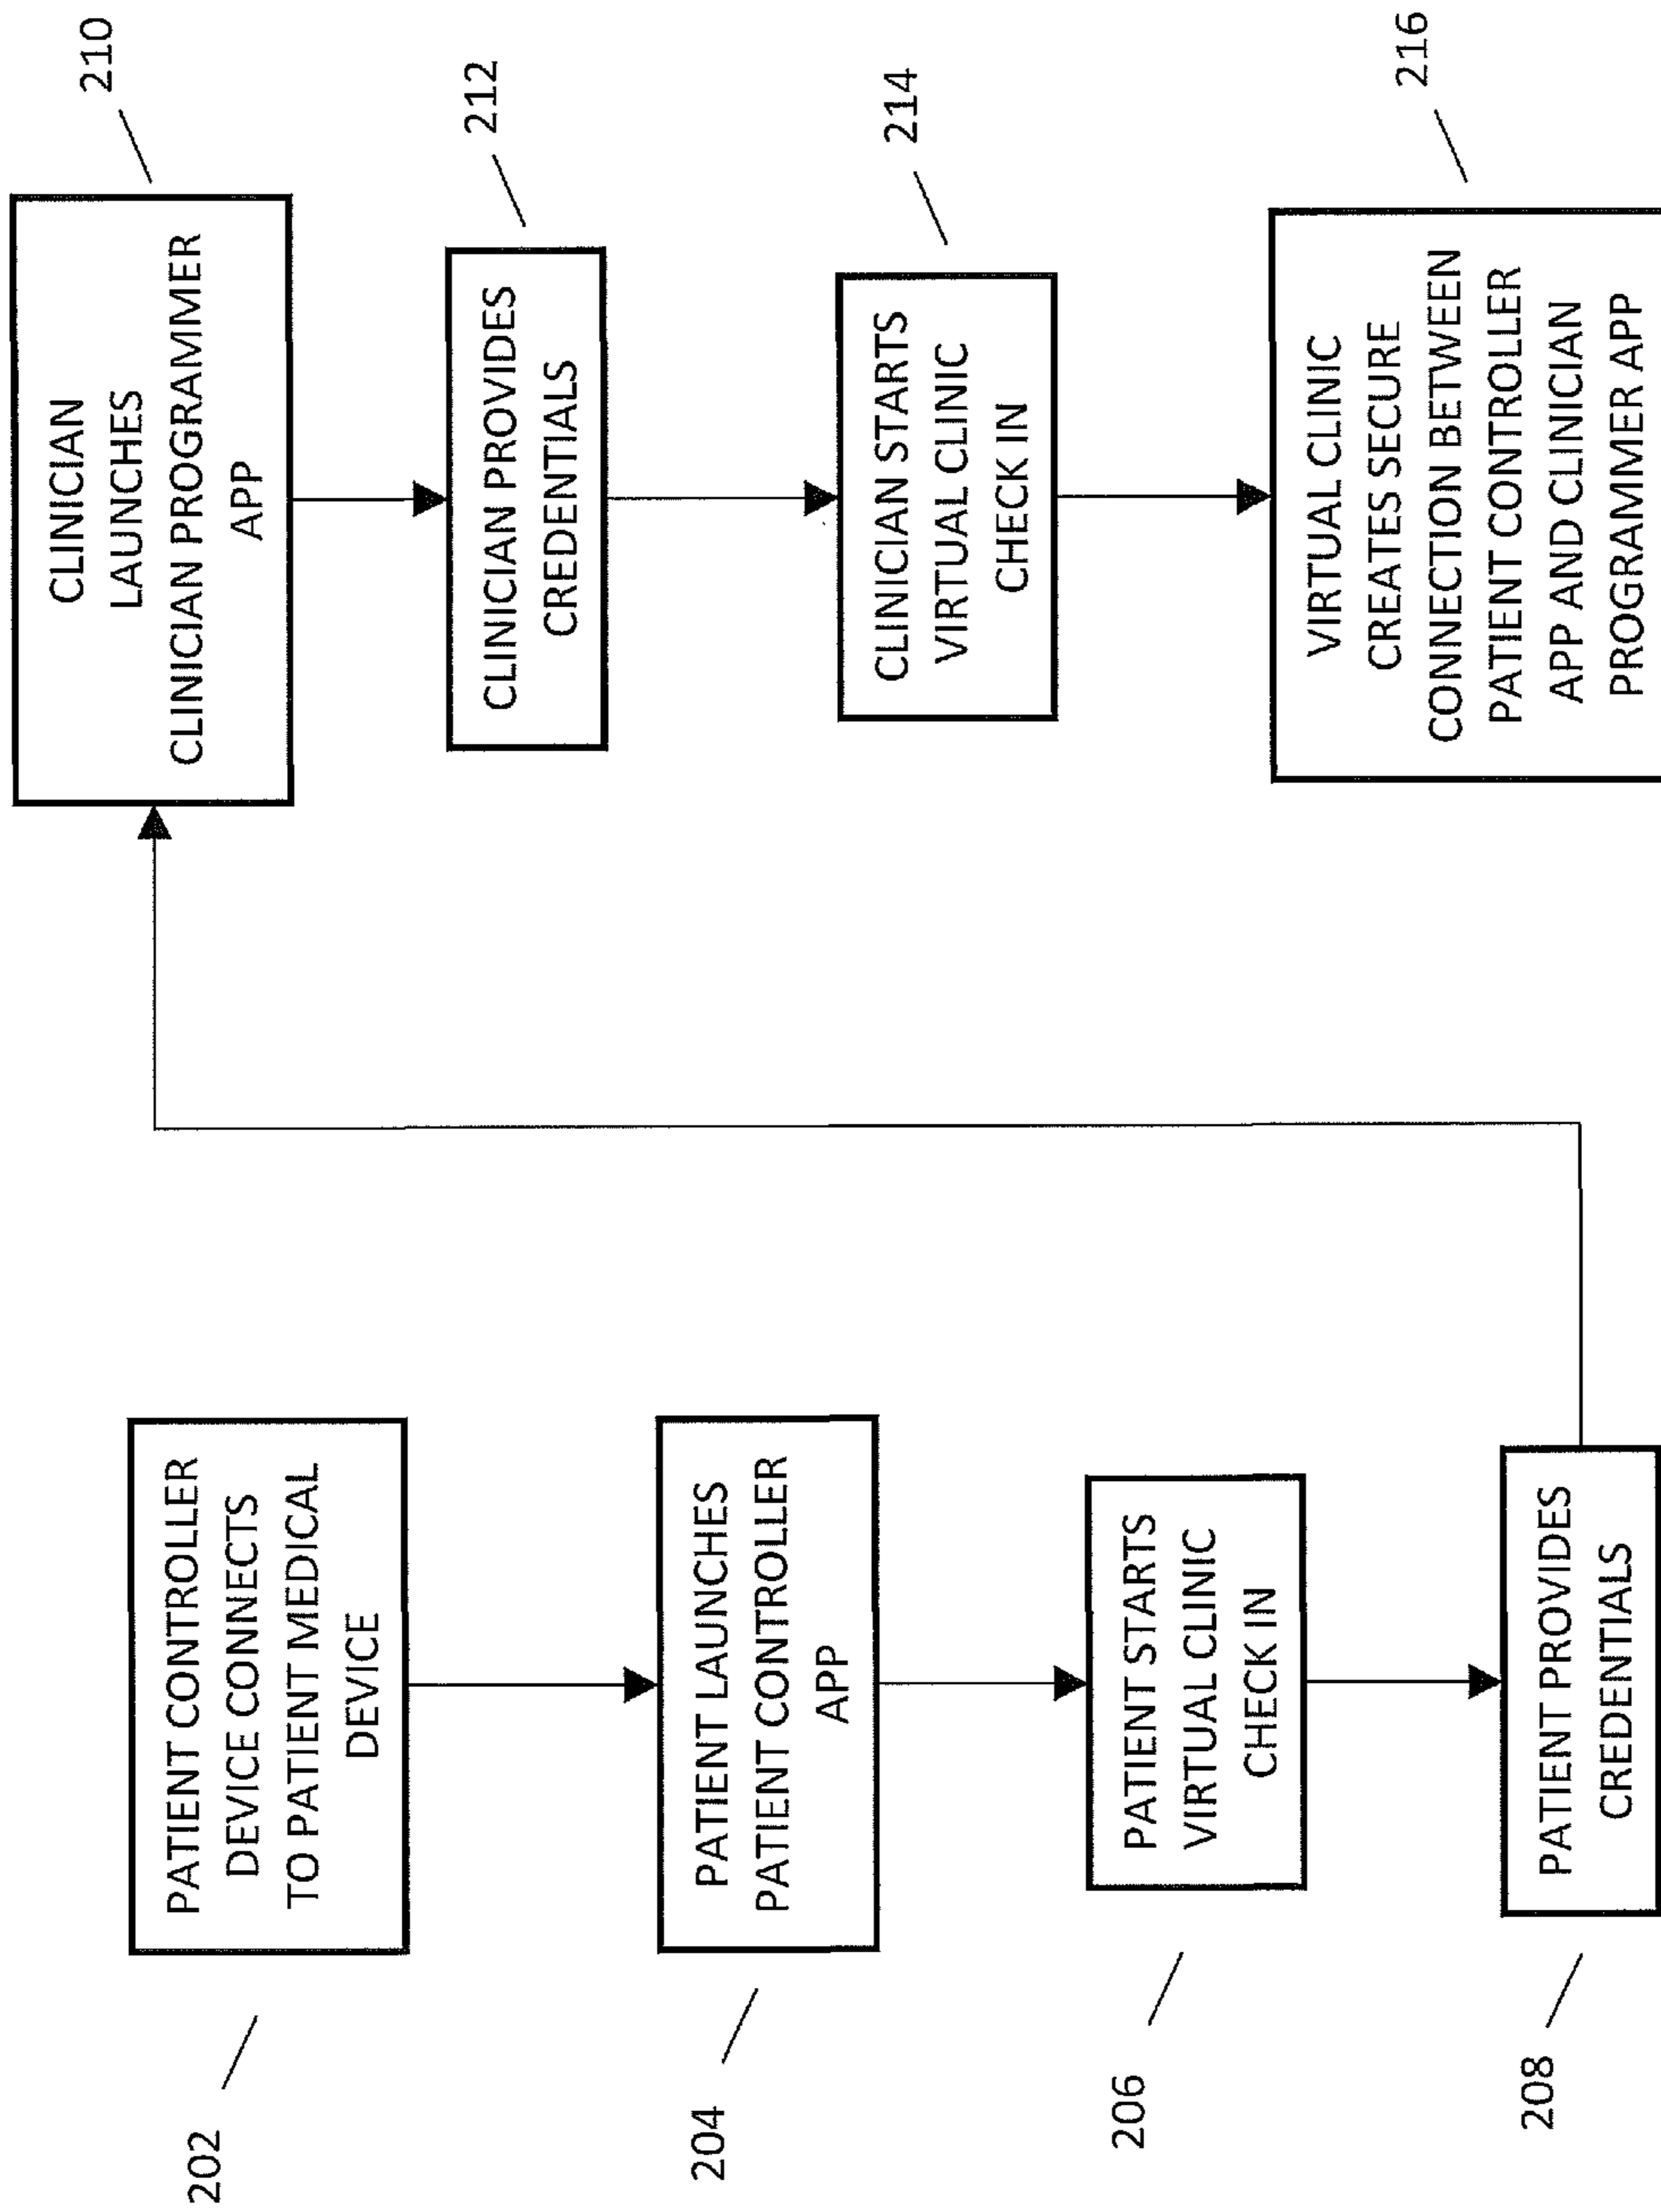 202
PATIENT CONTROLLER
DEVICE CONNECTS
TO PATIENT MEDICAL
DEVICE
204
PATIENT LAUNCHES
PATIENT CONTROLLER
APP
206
PATIENT STARTS
VIRTUAL CLINIC
CHECK IN
208
PATIENT PROVIDES
CREDENTIALS
210
CLINICIAN
LAUNCHES
CLINICIAN PROGRAMMER
APP
212
CLINICIAN PROVIDES
CREDENTIALS
214
CLINICIAN STARTS
VIRTUAL CLINIC
CHECK IN
216
VIRTUAL CLINIC
CREATES SECURE
CONNECTION BETWEEN
PATIENT CONTROLLER
APP AND CLINICIAN
PROGRAMMER APP